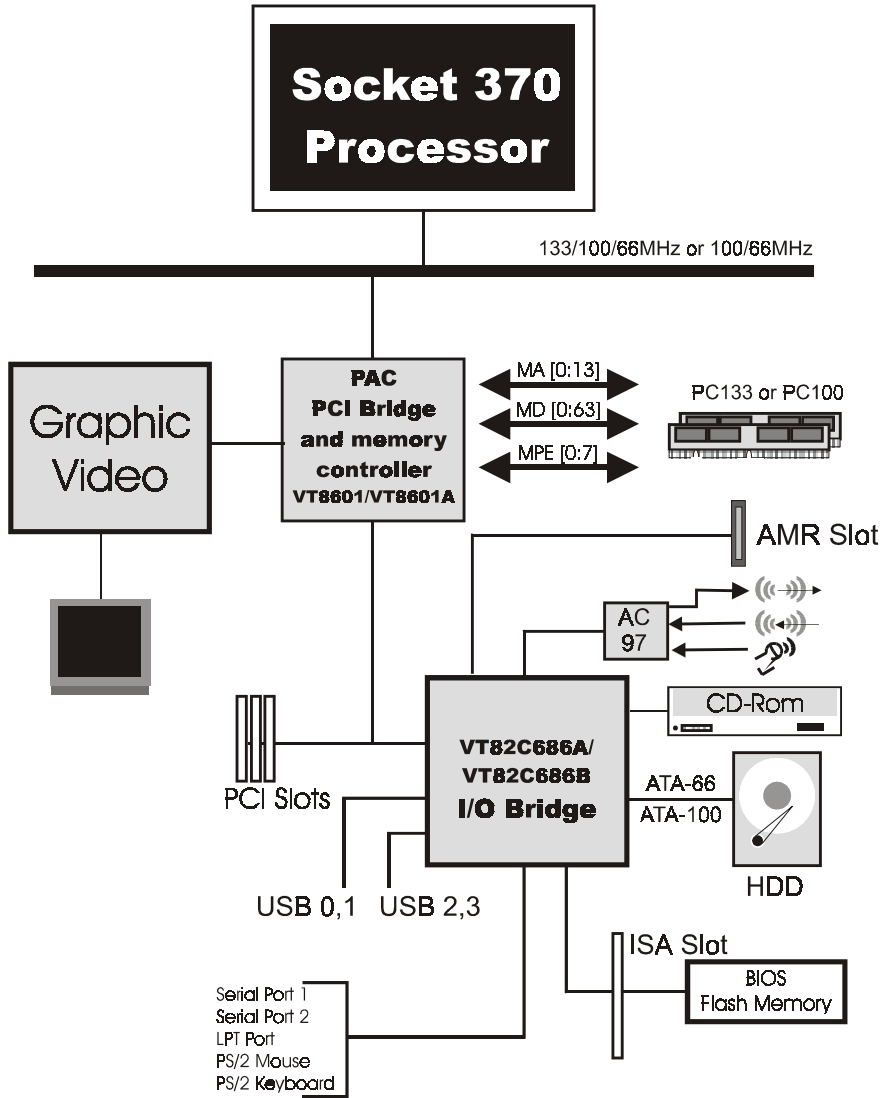 Socket 370
Processor
133/100/66MHz or 100/66MHz
Graphic
Video
PAC
PCI Bridge
and memory
controller
VT8601/VT8601A
MA [0:13]
MD [0:63]
MPE [0:7]
PC133 or PC100
AMR Slot
AC
97
CD-Rom
VT82C686A/
VT82C686B
I/O Bridge
PCI Slots
ATA-66
ATA-100
HDD
USB 0,1
USB 2,3
ISA Slot
BIOS
Flash Memory
Serial Port 1
Serial Port 2
LPT Port
PS/2 Mouse
PS/2 Keyboard